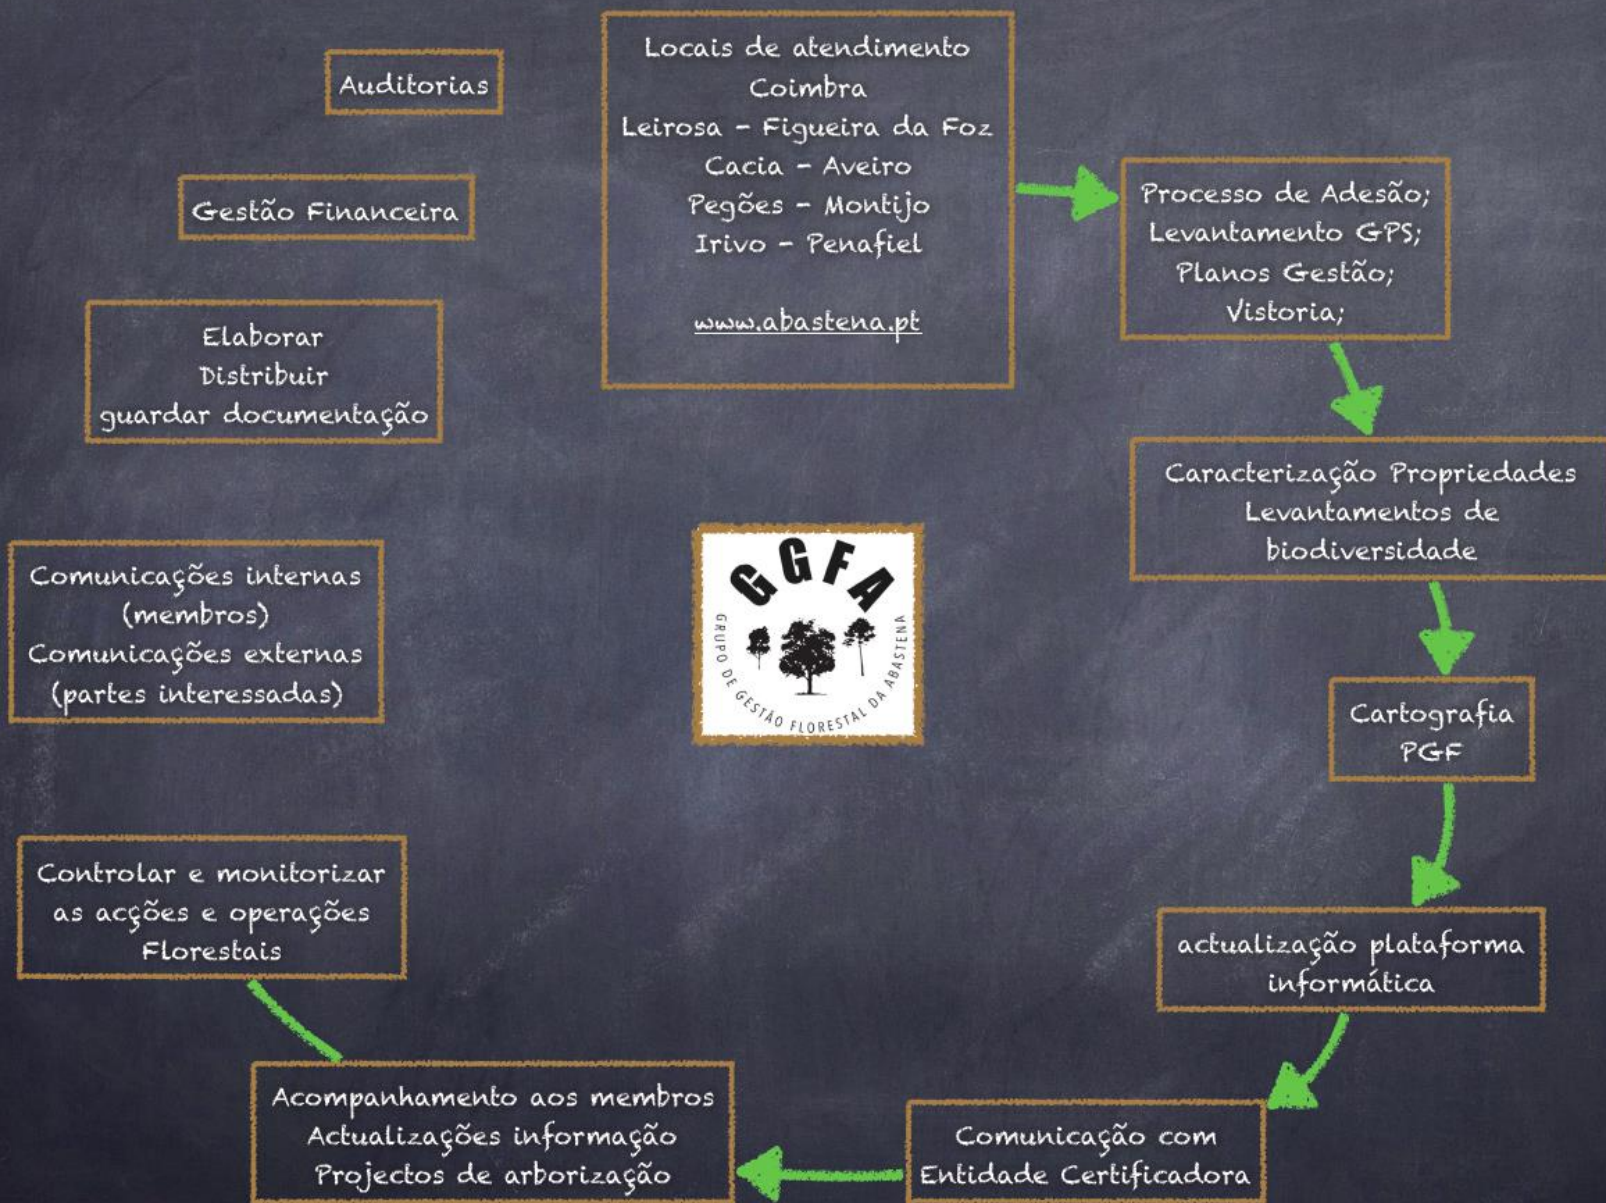 Auditorias
Gestão Financeira
Elaborar
Distribuir
guardar documentação
Comunicações internas
(membros)
Comunicações externas
(partes interessadas)
Controlar e monitorizar
as acções e operações
Florestais
Locais de atendimento
Coimbra
Leirosa - Figueira da Foz
Cacia - Aveiro
Pegões - Montijo
Irivo - Penafiel
www.abastena.pt
Processo de Adesão;
Levantamento GPS;
Planos Gestão;
Vistoria;
Caracterização Propriedades
Levantamentos de
biodiversidade
Cartografia
PGF
actualização plataforma
informática
Comunicação com
Entidade Certificadora
Acompanhamento aos membros
Actualizações informação
Projectos de arborização
GGFA
GRUPO DE GESTÃO FLORESTAL DA ABASTENA